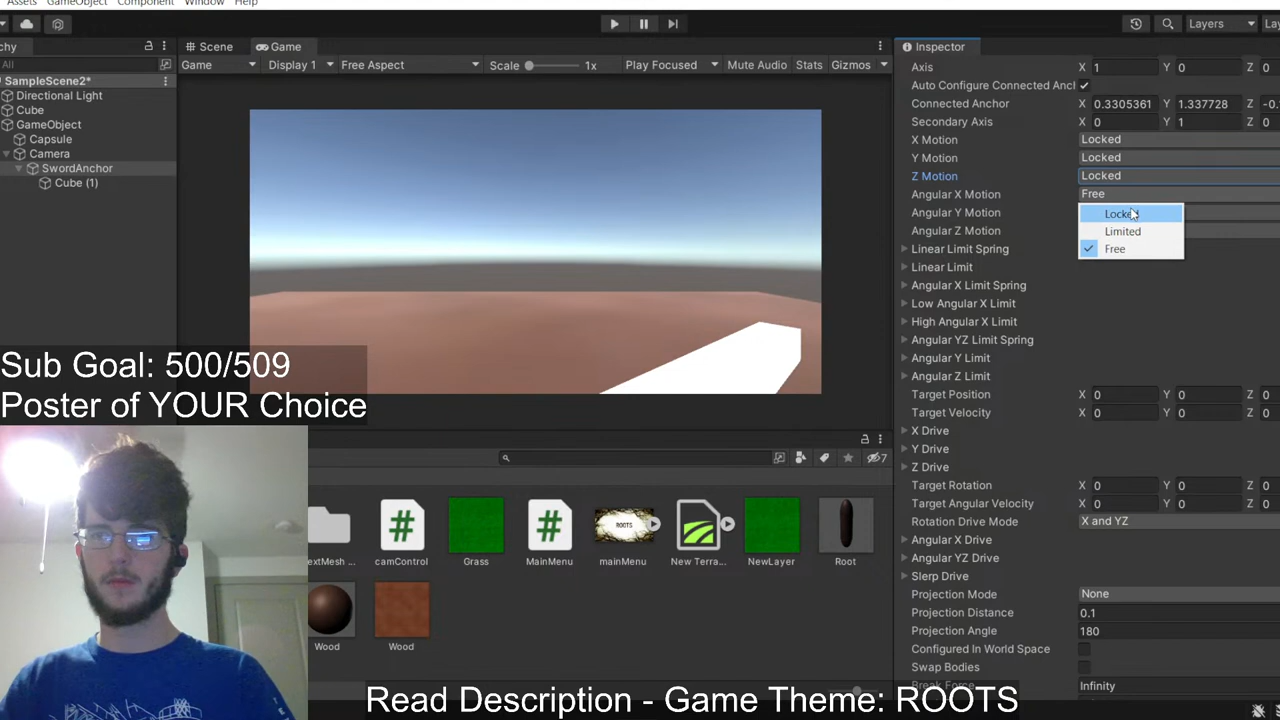 Assets GameObject Component Window Help
Layers Lay
chy Scene Game Inspector
All Game Display 1 Free Aspect Scale 1x Play Focused Mute Audio Stats Gizmos
SampleScene2*
Directional Light
Cube
GameObject
Capsule
Camera
SwordAnchor
Cube (1)
Axis X 1 Y 0 Z 0
Auto Configure Connected Anch
Connected Anchor X 0.3305361 Y 1.337728 Z -0.
Secondary Axis X 0 Y 1 Z 0
X Motion Locked
Y Motion Locked
Z Motion Locked
Angular X Motion Free
Angular Y Motion Locked
Angular Z Motion Limited
Linear Limit Spring Free
Linear Limit
Angular X Limit Spring
Low Angular X Limit
High Angular X Limit
Angular YZ Limit Spring
Angular Y Limit
Angular Z Limit
Target Position X 0 Y 0 Z 0
Target Velocity X 0 Y 0 Z 0
X Drive
Y Drive
Z Drive
Target Rotation X 0 Y 0 Z 0
Target Angular Velocity X 0 Y 0 Z 0
Rotation Drive Mode X and YZ
Angular X Drive
Angular YZ Drive
Slerp Drive
Projection Mode None
Projection Distance 0.1
Projection Angle 180
Configured In World Space
Swap Bodies
Break Force Infinity
Sub Goal: 500/509
Poster of YOUR Choice
7
ROOTS
extMesh ... camControl Grass MainMenu mainMenu New Terra... NewLayer Root
Wood Wood
Read Description - Game Theme: ROOTS